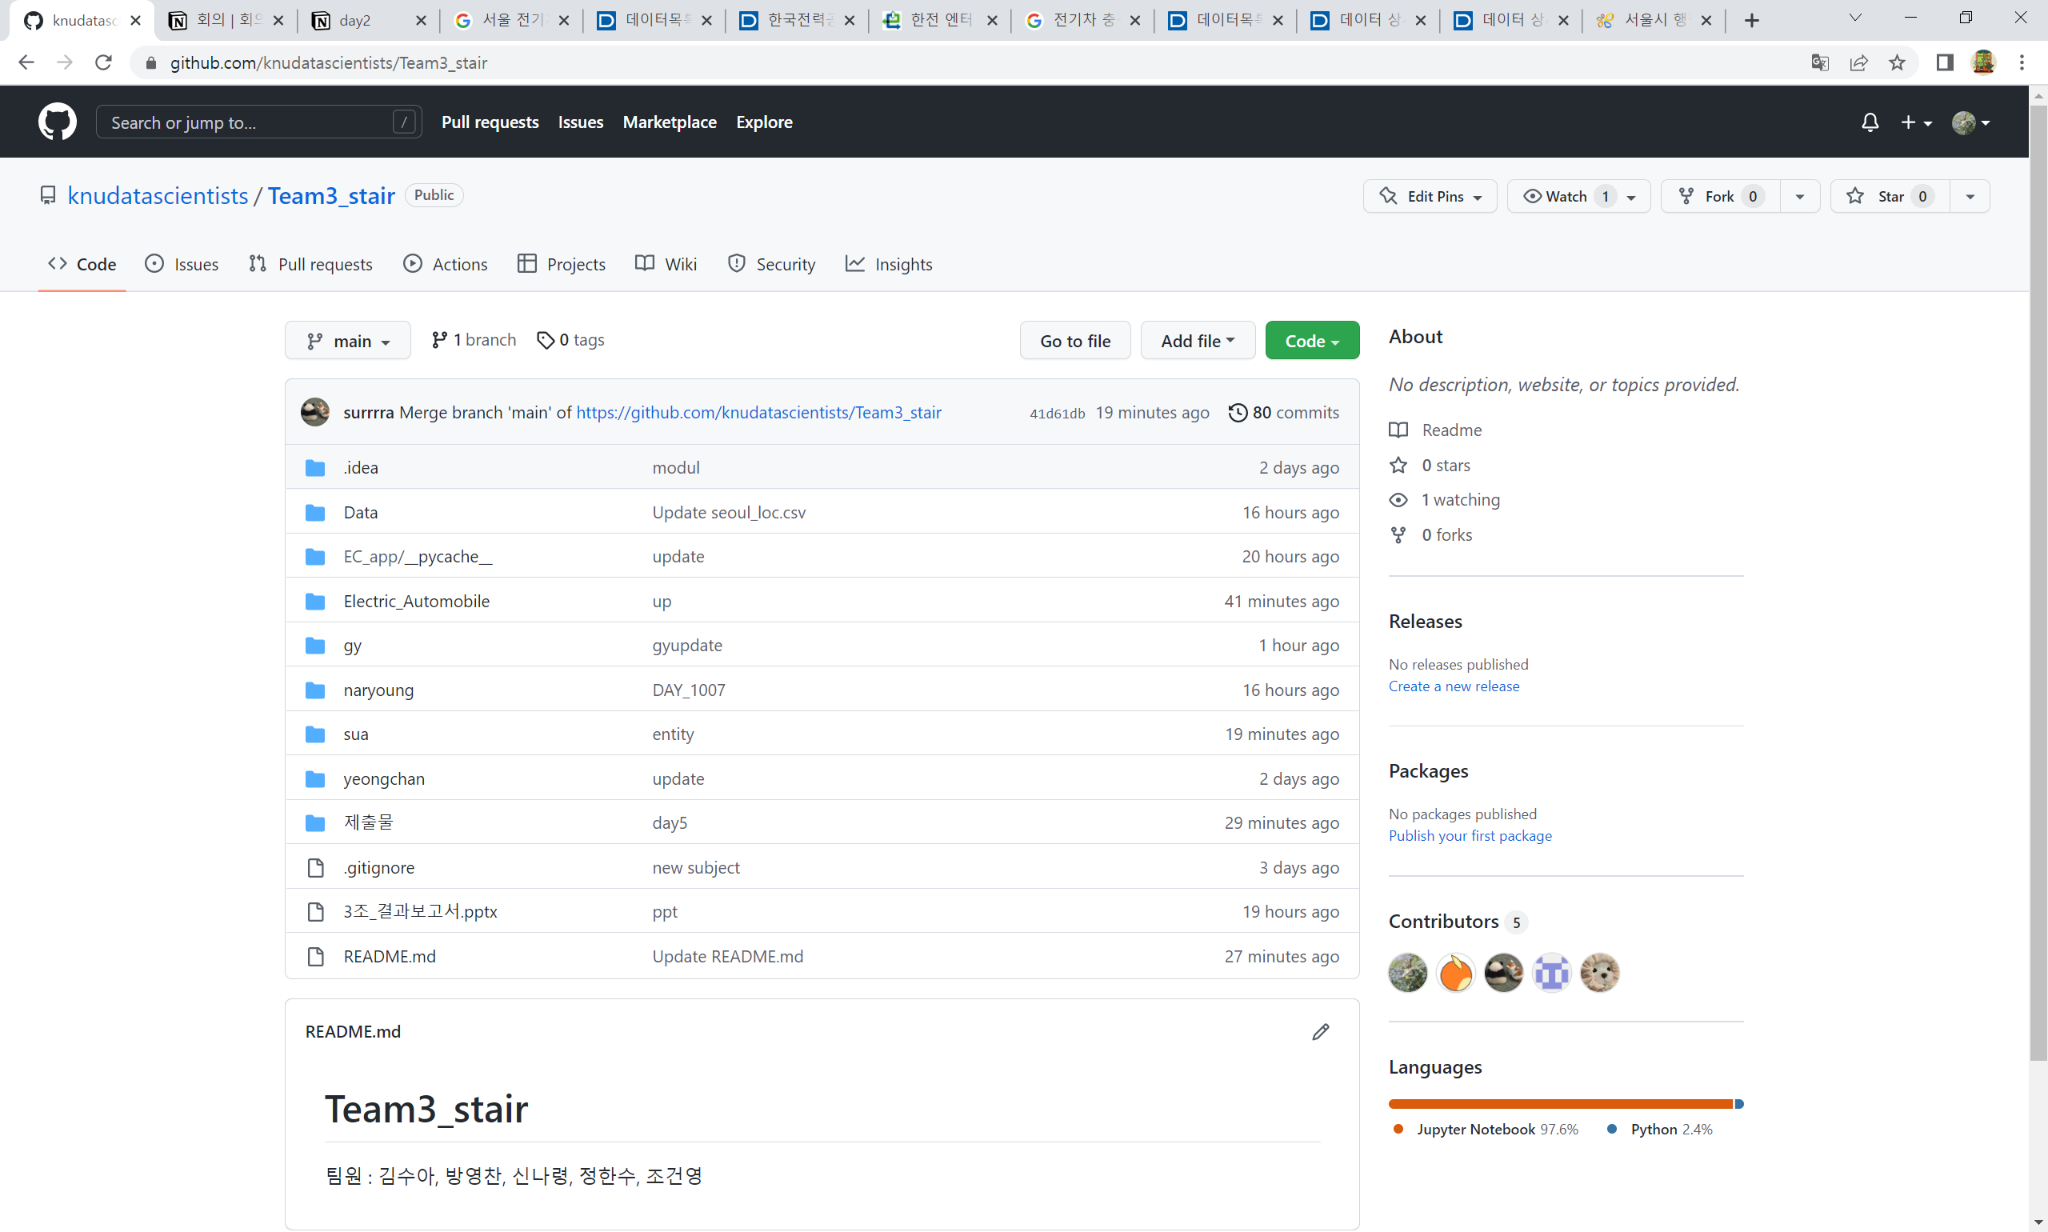 knudatasc
회의 | 회으
day2
서울 전기
데이터목
한국전력공
한전 엔터
전기차 충
데이터목
데이터 상
데이터 상
서울시 행
github.com/knudatascientists/Team3_stair
Search or jump to...
/
Pull requests
Issues
Marketplace
Explore
knudatascientists / Team3_stair
Public
Edit Pins
Watch 1
Fork 0
Star 0
Code
Issues
Pull requests
Actions
Projects
Wiki
Security
Insights
main
1 branch
0 tags
Go to file
Add file
Code
surrrra Merge branch 'main' of https://github.com/knudatascientists/Team3_stair
41d61db 19 minutes ago
80 commits
.idea modul 2 days ago
Data Update seoul_loc.csv 16 hours ago
EC_app/__pycache__ update 20 hours ago
Electric_Automobile up 41 minutes ago
gy gyupdate 1 hour ago
naryoung DAY_1007 16 hours ago
sua entity 19 minutes ago
yeongchan update 2 days ago
제출물 day5 29 minutes ago
.gitignore new subject 3 days ago
3조_결과보고서.pptx ppt 19 hours ago
README.md Update README.md 27 minutes ago
README.md
Team3_stair
팀원 : 김수아, 방영찬, 신나령, 정한수, 조건영
About
No description, website, or topics provided.
Readme
0 stars
1 watching
0 forks
Releases
No releases published
Create a new release
Packages
No packages published
Publish your first package
Contributors 5
Languages
Jupyter Notebook 97.6%
Python 2.4%